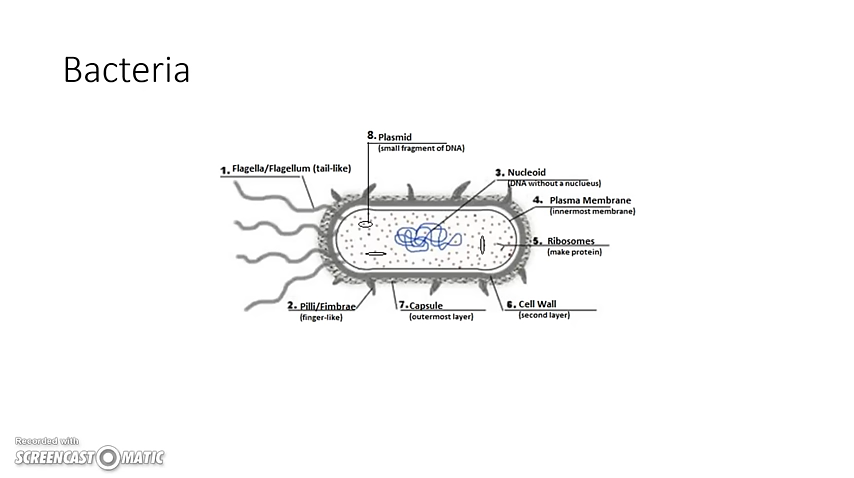 Bacteria
8. Plasmid
(small fragment of DNA)
1. Flagella/Flagellum (tail-like)
3. Nucleoid
(DNA without a nuclueus)
4. Plasma Membrane
(innermost membrane)
5. Ribosomes
(make protein)
2. Pilli/Fimbrae
(finger-like)
7. Capsule
(outermost layer)
6. Cell Wall
(second layer)
Recorded with
SCREENCAST-O-MATIC